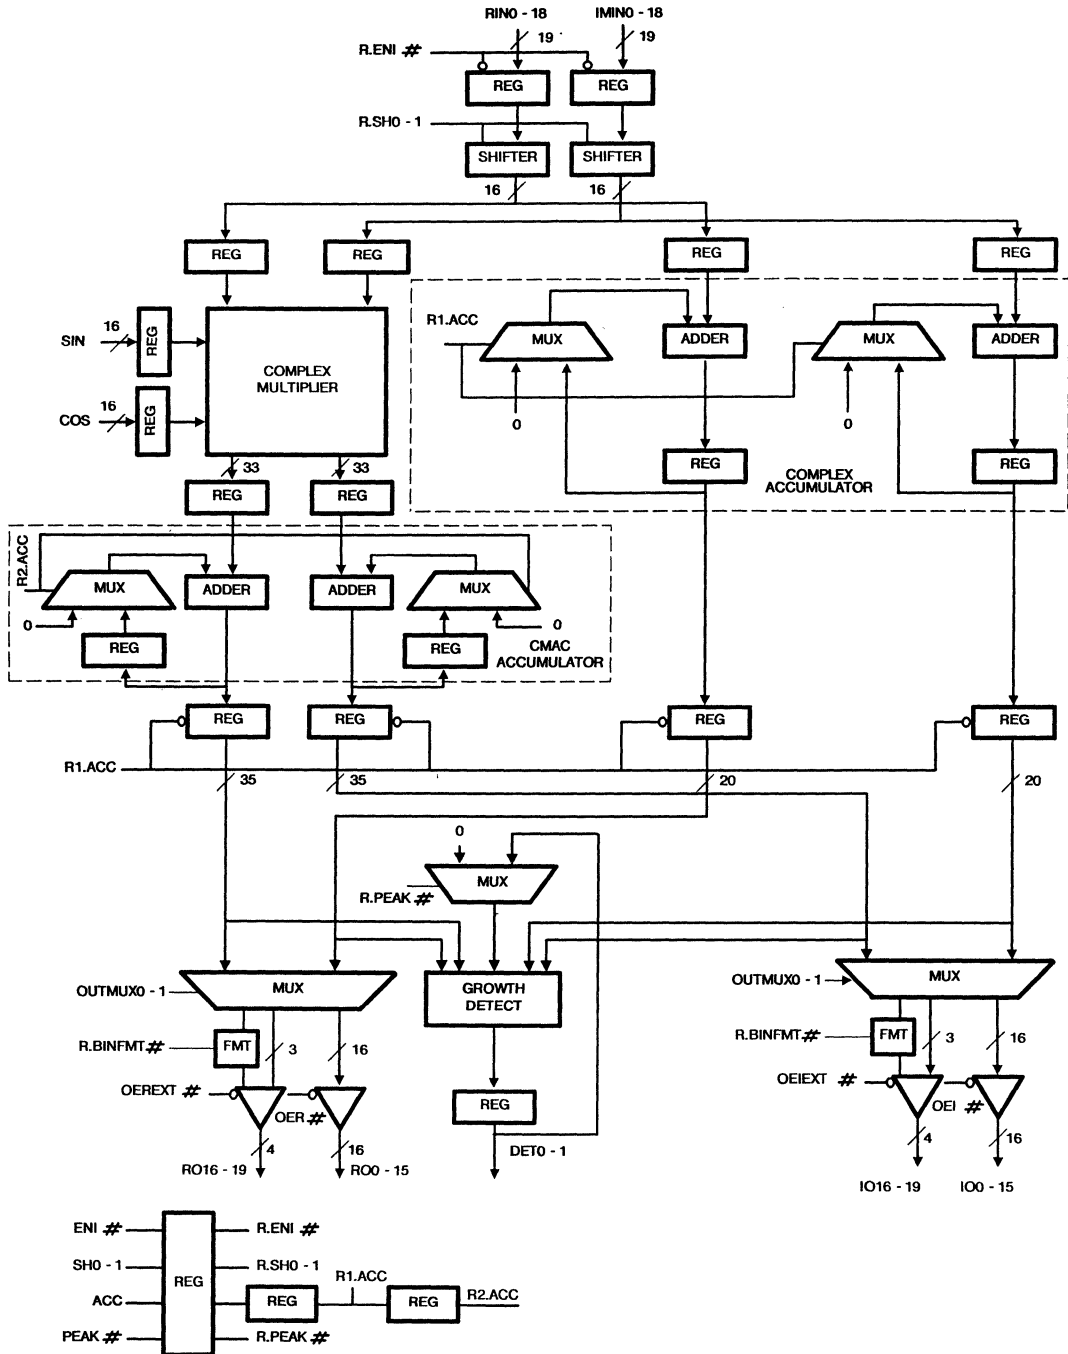 RIN0 - 18 IMIN0 - 18
19 19
R.ENI #
REG REG
R.SH0 - 1
SHIFTER SHIFTER
16 16
REG REG REG REG
R1.ACC MUX ADDER MUX ADDER
SIN 16 REG
COMPLEX
MULTIPLIER
COS 16 REG
0 0
33 33
REG REG
REG REG
COMPLEX
ACCUMULATOR
R2.ACC
MUX ADDER ADDER MUX
0 0
REG REG
CMAC
ACCUMULATOR
REG REG REG REG
R1.ACC
35 35 20 20
0
MUX
R.PEAK #
OUTMUX0 - 1 MUX
GROWTH
DETECT
OUTMUX0 - 1 MUX
R.BINFMT# FMT 3 16
R.BINFMT# FMT 3 16
OEREXT # OER #
REG
OEIEXT # OEI #
4 16
4 16
RO16 - 19 RO0 - 15
DET0 - 1
IO16 - 19 IO0 - 15
ENI # R.ENI #
SH0 - 1 R.SH0 - 1
REG
R1.ACC
ACC REG REG R2.ACC
PEAK # R.PEAK #